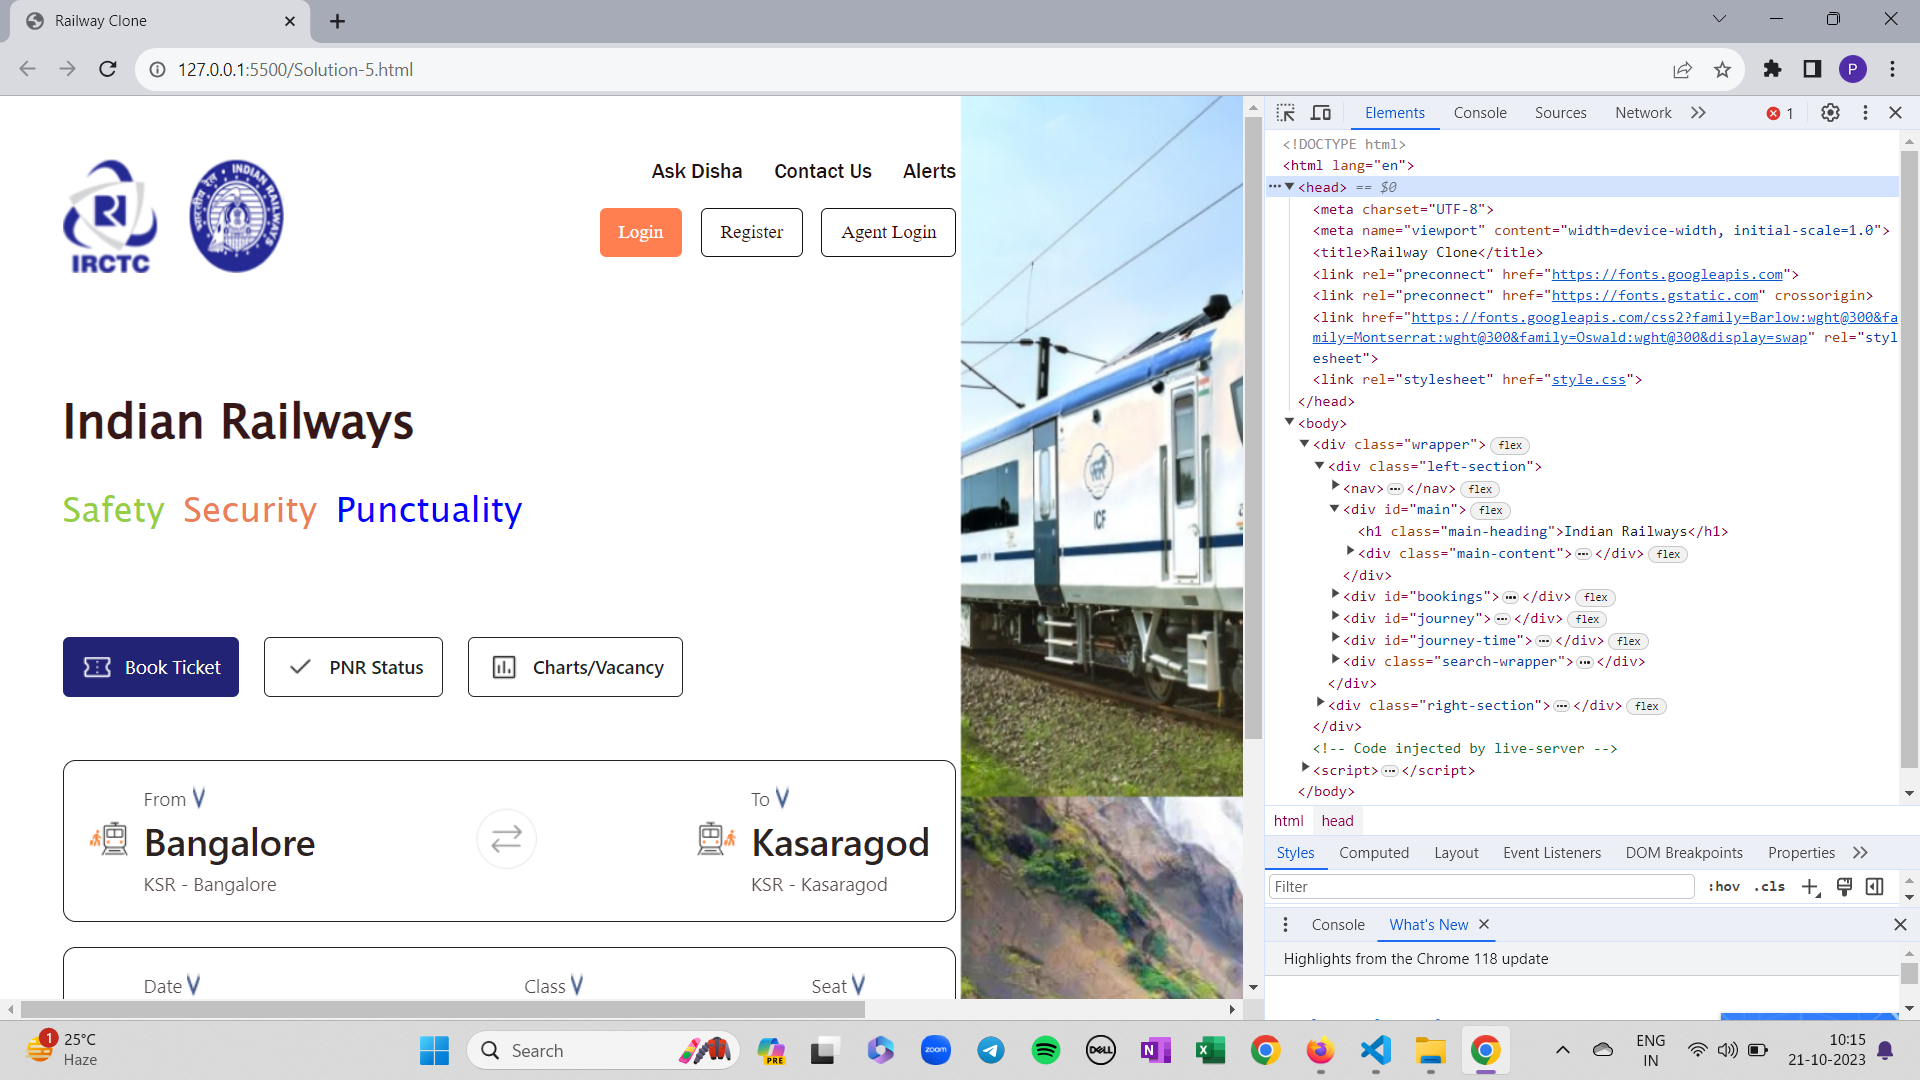 Railway Clone
127.0.0.1:5500/Solution-5.html
P
IRCTC
INDIAN RAILWAYS
Ask Disha Contact Us Alerts
Login Register Agent Login
Indian Railways
Safety Security Punctuality
Book Ticket PNR Status Charts/Vacancy
From V To V
Bangalore Kasaragod
KSR - Bangalore KSR - Kasaragod
Date V Class V Seat V
ICF
Elements Console Sources Network 1
<!DOCTYPE html>
<html lang="en">
<head> == $0
<meta charset="UTF-8">
<meta name="viewport" content="width=device-width, initial-scale=1.0">
<title>Railway Clone</title>
<link rel="preconnect" href="https://fonts.googleapis.com">
<link rel="preconnect" href="https://fonts.gstatic.com" crossorigin>
<link href="https://fonts.googleapis.com/css2?family=Barlow:wght@300&fa
mily=Montserrat:wght@300&family=Oswald:wght@300&display=swap" rel="styl
esheet">
<link rel="stylesheet" href="style.css">
</head>
<body>
<div class="wrapper"> flex
<div class="left-section">
<nav> </nav> flex
<div id="main"> flex
<h1 class="main-heading">Indian Railways</h1>
<div class="main-content"> </div> flex
</div>
<div id="bookings"> </div> flex
<div id="journey"> </div> flex
<div id="journey-time"> </div> flex
<div class="search-wrapper"> </div>
</div>
<div class="right-section"> </div> flex
</div>
<!-- Code injected by live-server -->
<script> </script>
</body>
html head
Styles Computed Layout Event Listeners DOM Breakpoints Properties
Filter :hov .cls
Console What's New
Highlights from the Chrome 118 update
1 25°C
Haze
Search
PRE
zoom
DELL
ENG
IN
10:15
21-10-2023